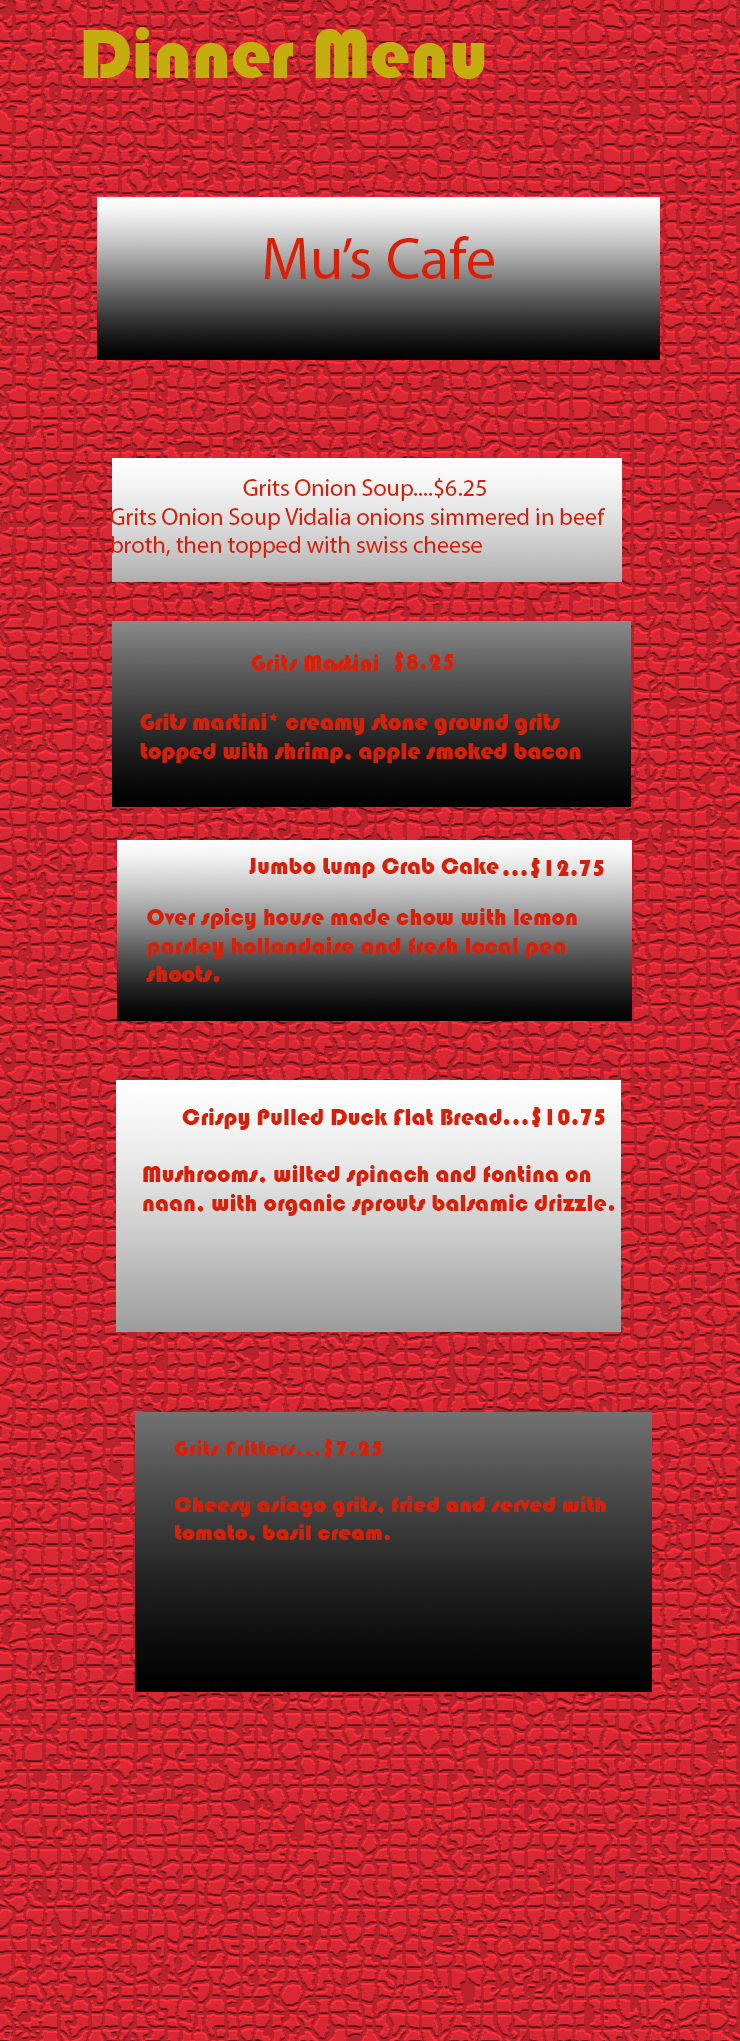 Dinner Menu
Mu’s Cafe
Grits Onion Soup....$6.25
Grits Onion Soup Vidalia onions simmered in beef
broth, then topped with swiss cheese
Grits Martini $8.25
Grits martini* creamy stone ground grits
topped with shrimp, apple smoked bacon
Jumbo Lump Crab Cake...$12.75
Over spicy house made chow with lemon
parsley hollandaise and fresh local pea
shoots.
Crispy Pulled Duck Flat Bread...$10.75
Mushrooms, wilted spinach and fontina on
naan, with organic sprouts balsamic drizzle.
Grits Fritters...$7.25
Cheesy asiago grits, fried and served with
tomato, basil cream.